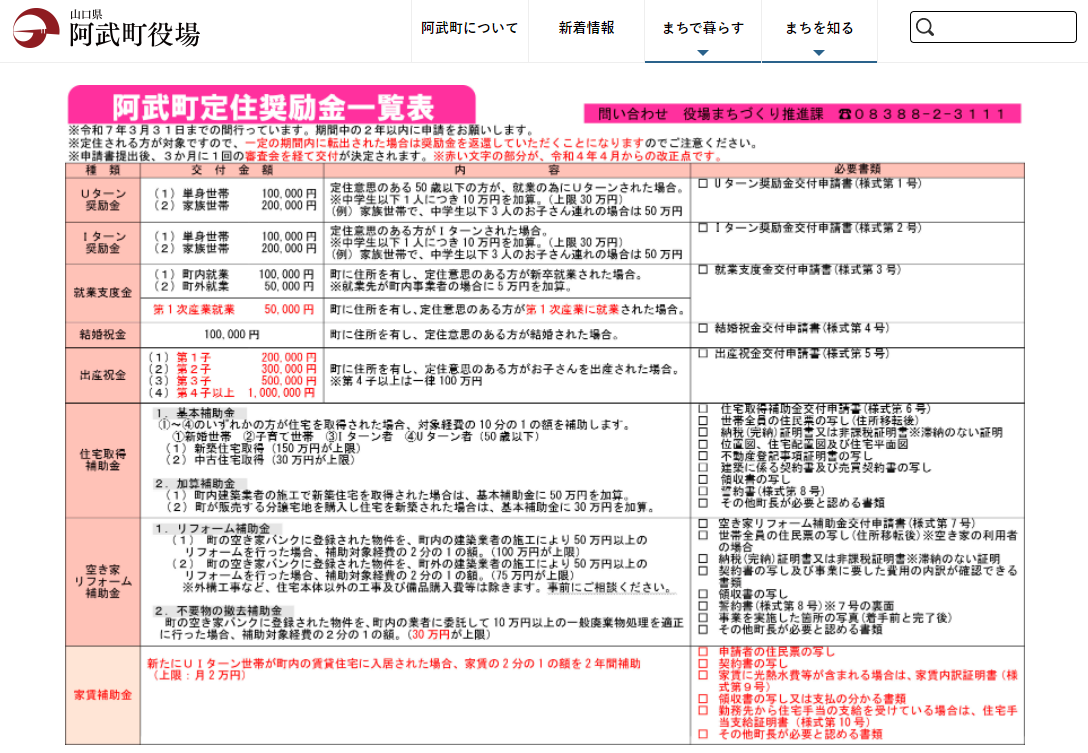 山口県
阿武町役場
阿武町について
新着情報
まちで暮らす
まちを知る
阿武町定住奨励金一覧表
問い合わせ 役場まちづくり推進課 ☎08388-2-3111
※令和7年3月31日までの間行っています。期間中の2年以内に申請をお願いします。
※定住される方が対象ですので、一定の期間内に転出された場合は奨励金を返還していただくことになりますのでご注意ください。
※申請書提出後、3か月に1回の審査会を経て交付が決定されます。※赤い文字の部分が、令和4年4月からの改正点です。
種 類 交 付 金 額 内 容 必要書類
Uターン
奨励金
(1) 単身世帯 100,000円
(2) 家族世帯 200,000円
定住意思のある50歳以下の方が、就業の為にUターンされた場合。
※中学生以下1人につき10万円を加算。(上限30万円)
(例) 家族世帯で、中学生以下3人のお子さん連れの場合は50万円
□ Uターン奨励金交付申請書(様式第1号)
Iターン
奨励金
(1) 単身世帯 100,000円
(2) 家族世帯 200,000円
定住意思のある方がIターンされた場合。
※中学生以下1人につき10万円を加算。(上限30万円)
(例) 家族世帯で、中学生以下3人のお子さん連れの場合は50万円
□ Iターン奨励金交付申請書(様式第2号)
就業支度金
(1) 町内就業 100,000円
(2) 町外就業 50,000円
町に住所を有し、定住意思のある方が新卒就業された場合。
※就業先が町内事業者の場合に5万円を加算。
□ 就業支度金交付申請書(様式第3号)
第1次産業就業 50,000円
町に住所を有し、定住意思のある方が第1次産業に就業された場合。
結婚祝金
100,000円
町に住所を有し、定住意思のある方が結婚された場合。
□ 結婚祝金交付申請書(様式第4号)
出産祝金
(1) 第1子 200,000円
(2) 第2子 300,000円
(3) 第3子 500,000円
(4) 第4子以上 1,000,000円
町に住所を有し、定住意思のある方がお子さんを出産された場合。
※第4子以上は一律100万円
□ 出産祝金交付申請書(様式第5号)
住宅取得
補助金
1. 基本補助金
①~④のいずれかの方が住宅を取得された場合、対象経費の10分の1の額を補助します。
①新婚世帯 ②子育て世帯 ③Iターン者 ④Uターン者(50歳以下)
(1) 新築住宅取得(150万円が上限)
(2) 中古住宅取得(30万円が上限)
2. 加算補助金
(1) 町内建築業者の施工で新築住宅を取得された場合は、基本補助金に50万円を加算。
(2) 町が販売する分譲宅地を購入し住宅を新築された場合は、基本補助金に30万円を加算。
□ 住宅取得補助金交付申請書(様式第6号)
□ 世帯全員の住民票の写し(住所移転後)
□ 納税(完納)証明書又は非課税証明書※滞納のない証明
□ 位置図、住宅配置図及び住宅平面図
□ 不動産登記事項証明書の写し
□ 建築に係る契約書及び売買契約書の写し
□ 領収書の写し
□ 誓約書(様式第8号)
□ その他町長が必要と認める書類
空き家
リフォーム
補助金
1. リフォーム補助金
(1) 町の空き家バンクに登録された物件を、町内の建築業者の施工により50万円以上の
リフォームを行った場合、補助対象経費の2分の1の額。(100万円が上限)
(2) 町の空き家バンクに登録された物件を、町外の建築業者の施工により50万円以上の
リフォームを行った場合、補助対象経費の2分の1の額。(75万円が上限)
※外構工事など、住宅本体以外の工事及び備品購入費等は除きます。事前にご相談ください。
2. 不要物の撤去補助金
町の空き家バンクに登録された物件を、町内の業者に委託して10万円以上の一般廃棄物処理を適正
に行った場合、補助対象経費の2分の1の額。(30万円が上限)
□ 空き家リフォーム補助金交付申請書(様式第7号)
□ 世帯全員の住民票の写し(住所移転後)※空き家の利用者
の場合
□ 納税(完納)証明書又は非課税証明書※滞納のない証明
□ 契約書の写し及び事業に要した費用の内訳が確認できる
書類
□ 領収書の写し
□ 誓約書(様式第8号)※7号の裏面
□ 事業を実施した箇所の写真(着手前と完了後)
□ その他町長が必要と認める書類
家賃補助金
新たにUIターン世帯が町内の賃貸住宅に入居された場合、家賃の2分の1の額を2年間補助
(上限:月2万円)
□ 申請者の住民票の写し
□ 契約書の写し
□ 家賃に光熱水費等が含まれる場合は、家賃内訳証明書(様
式第9号)
□ 領収書の写し又は支払の分かる書類
□ 勤務先から住宅手当の支給を受けている場合は、住宅手
当支給証明書(様式第10号)
□ その他町長が必要と認める書類